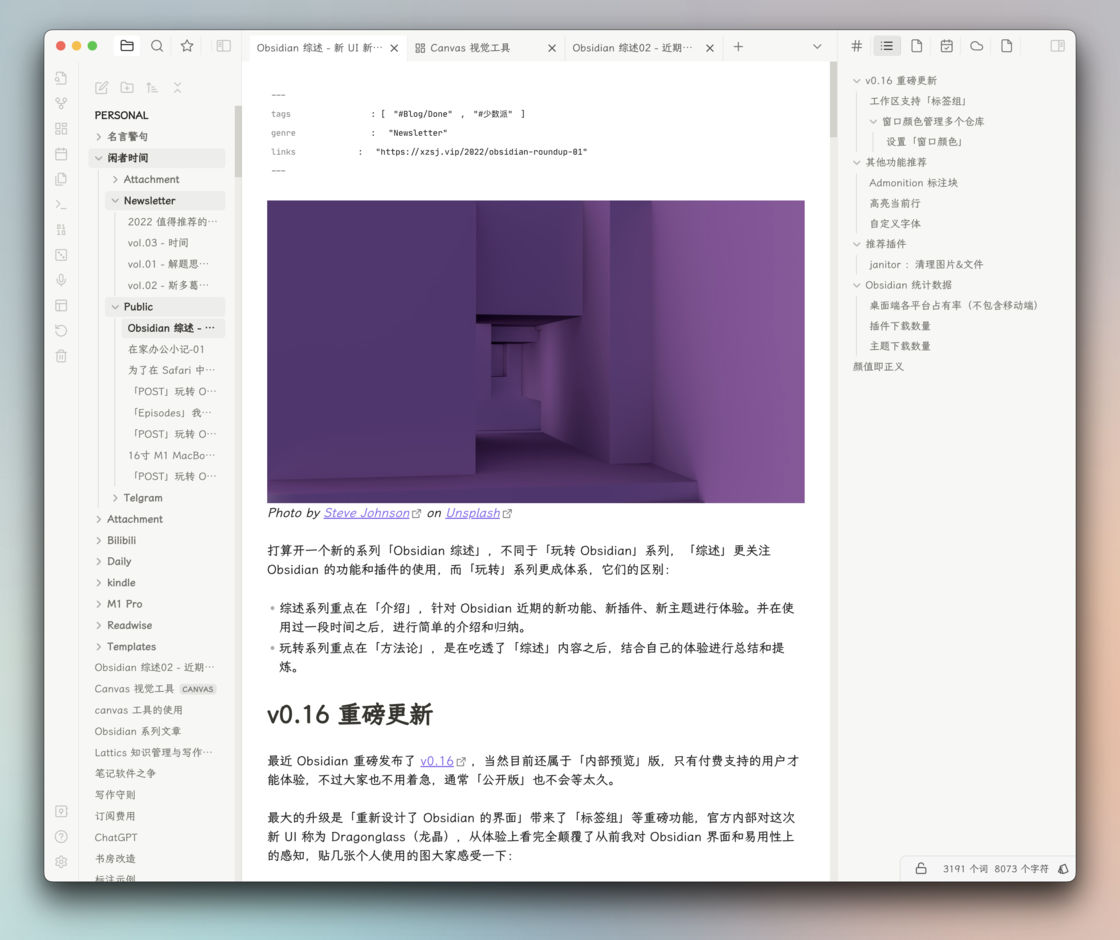 Obsidian 综述 - 新 UI 新···
Canvas 视觉工具
Obsidian 综述02 - 近期···
PERSONAL
名言警句
闲者时间
Attachment
Newsletter
2022 值得推荐的···
vol.03 - 时间
vol.01 - 解题思···
vol.02 - 斯多葛···
Public
Obsidian 综述 - ···
在家办公小记-01
为了在 Safari 中···
「POST」玩转 O···
「Episodes」我···
「POST」玩转 O···
16寸 M1 MacBo···
「POST」玩转 O···
Telgram
Attachment
Bilibili
Daily
kindle
M1 Pro
Readwise
Templates
Obsidian 综述02 - 近期···
Canvas 视觉工具 CANVAS
canvas 工具的使用
Obsidian 系列文章
Lattics 知识管理与写作···
笔记软件之争
写作守则
订阅费用
ChatGPT
书房改造
标注示例
---
tags : [ "#Blog/Done" , "#少数派" ]
genre : "Newsletter"
links : "https://xzsj.vip/2022/obsidian-roundup-01"
---
Photo by Steve Johnson on Unsplash
打算开一个新的系列「Obsidian 综述」，不同于「玩转 Obsidian」系列，「综述」更关注
Obsidian 的功能和插件的使用，而「玩转」系列更成体系，它们的区别：
• 综述系列重点在「介绍」，针对 Obsidian 近期的新功能、新插件、新主题进行体验。并在使
用过一段时间之后，进行简单的介绍和归纳。
• 玩转系列重点在「方法论」，是在吃透了「综述」内容之后，结合自己的体验进行总结和提
炼。
v0.16 重磅更新
最近 Obsidian 重磅发布了 v0.16 ，当然目前还属于「内部预览」版，只有付费支持的用户才
能体验，不过大家也不用着急，通常「公开版」也不会等太久。
最大的升级是「重新设计了 Obsidian 的界面」带来了「标签组」等重磅功能，官方内部对这次
新 UI 称为 Dragonglass（龙晶），从体验上看完全颠覆了从前我对 Obsidian 界面和易用性上
的感知，贴几张个人使用的图大家感受一下：
v0.16 重磅更新
工作区支持「标签组」
窗口颜色管理多个仓库
设置「窗口颜色」
其他功能推荐
Admonition 标注块
高亮当前行
自定义字体
推荐插件
janitor ：清理图片&文件
Obsidian 统计数据
桌面端各平台占有率（不包含移动端）
插件下载数量
主题下载数量
颜值即正义
3191 个词 8073 个字符